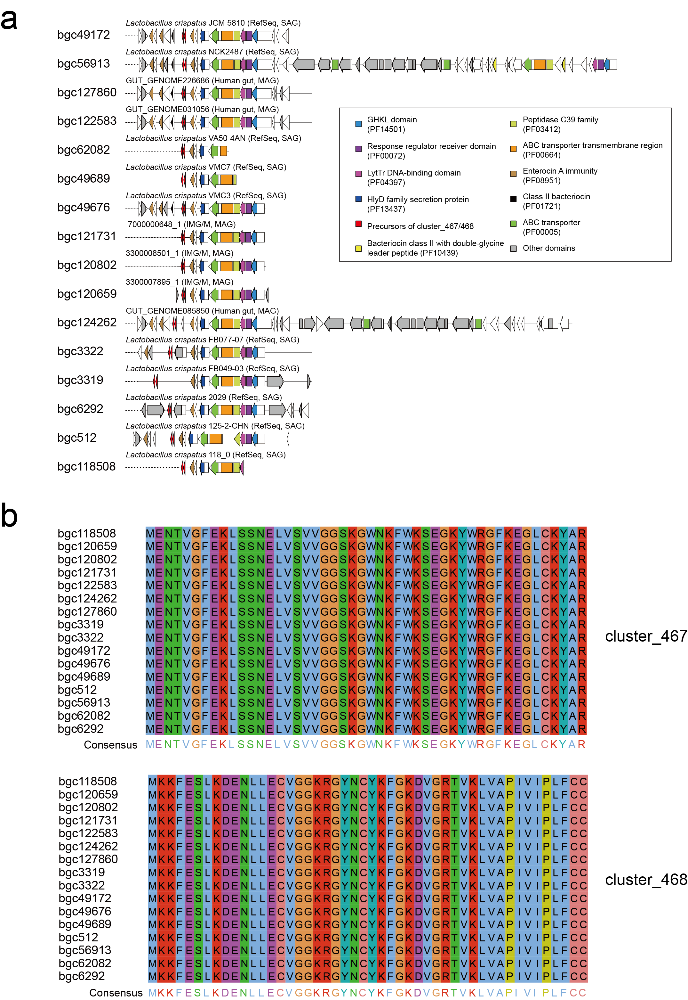 a
Lactobacillus crispatus JCM 5810 (RefSeq, SAG)
bgc49172
Lactobacillus crispatus NCK2487 (RefSeq, SAG)
bgc56913
GUT_GENOME226686 (Human gut, MAG)
bgc127860
GUT_GENOME031056 (Human gut, MAG)
bgc122583
Lactobacillus crispatus VA50-4AN (RefSeq, SAG)
bgc62082
Lactobacillus crispatus VMC7 (RefSeq, SAG)
bgc49689
Lactobacillus crispatus VMC3 (RefSeq, SAG)
bgc49676
7000000648_1 (IMG/M, MAG)
bgc121731
3300008501_1 (IMG/M, MAG)
bgc120802
3300007895_1 (IMG/M, MAG)
bgc120659
GUT_GENOME085850 (Human gut, MAG)
bgc124262
Lactobacillus crispatus FB077-07 (RefSeq, SAG)
bgc3322
Lactobacillus crispatus FB049-03 (RefSeq, SAG)
bgc3319
Lactobacillus crispatus 2029 (RefSeq, SAG)
bgc6292
Lactobacillus crispatus 125-2-CHN (RefSeq, SAG)
bgc512
Lactobacillus crispatus 118_0 (RefSeq, SAG)
bgc118508
GHKL domain
(PF14501)
Response regulator receiver domain
(PF00072)
LytTr DNA-binding domain
(PF04397)
HlyD family secretion protein
(PF13437)
Precursors of cluster_467/468
Bacteriocin class II with double-glycine
leader peptide (PF10439)
Peptidase C39 family
(PF03412)
ABC transporter transmembrane region
(PF00664)
Enterocin A immunity
(PF08951)
Class II bacteriocin
(PF01721)
ABC transporter
(PF00005)
Other domains
b
bgc118508 MENTVGFEKLSSNELVSVVGGSKGWNKFWKSEGKYWRGFKEGLCKYAR
bgc120659 MENTVGFEKLSSNELVSVVGGSKGWNKFWKSEGKYWRGFKEGLCKYAR
bgc120802 MENTVGFEKLSSNELVSVVGGSKGWNKFWKSEGKYWRGFKEGLCKYAR
bgc121731 MENTVGFEKLSSNELVSVVGGSKGWNKFWKSEGKYWRGFKEGLCKYAR
bgc122583 MENTVGFEKLSSNELVSVVGGSKGWNKFWKSEGKYWRGFKEGLCKYAR
bgc124262 MENTVGFEKLSSNELVSVVGGSKGWNKFWKSEGKYWRGFKEGLCKYAR
bgc127860 MENTVGFEKLSSNELVSVVGGSKGWNKFWKSEGKYWRGFKEGLCKYAR
bgc3319 MENTVGFEKLSSNELVSVVGGSKGWNKFWKSEGKYWRGFKEGLCKYAR
bgc3322 MENTVGFEKLSSNELVSVVGGSKGWNKFWKSEGKYWRGFKEGLCKYAR
bgc49172 MENTVGFEKLSSNELVSVVGGSKGWNKFWKSEGKYWRGFKEGLCKYAR
bgc49676 MENTVGFEKLSSNELVSVVGGSKGWNKFWKSEGKYWRGFKEGLCKYAR
bgc49689 MENTVGFEKLSSNELVSVVGGSKGWNKFWKSEGKYWRGFKEGLCKYAR
bgc512 MENTVGFEKLSSNELVSVVGGSKGWNKFWKSEGKYWRGFKEGLCKYAR
bgc56913 MENTVGFEKLSSNELVSVVGGSKGWNKFWKSEGKYWRGFKEGLCKYAR
bgc62082 MENTVGFEKLSSNELVSVVGGSKGWNKFWKSEGKYWRGFKEGLCKYAR
bgc6292 MENTVGFEKLSSNELVSVVGGSKGWNKFWKSEGKYWRGFKEGLCKYAR
Consensus MENTVGFEKLSSNELVSVVGGSKGWNKFWKSEGKYWRGFKEGLCKYAR
cluster_467
bgc118508 MKKFESLKDENLLECVGGKRGYNCYKFGKDVGRTVKLVAPIVIPLFCC
bgc120659 MKKFESLKDENLLECVGGKRGYNCYKFGKDVGRTVKLVAPIVIPLFCC
bgc120802 MKKFESLKDENLLECVGGKRGYNCYKFGKDVGRTVKLVAPIVIPLFCC
bgc121731 MKKFESLKDENLLECVGGKRGYNCYKFGKDVGRTVKLVAPIVIPLFCC
bgc122583 MKKFESLKDENLLECVGGKRGYNCYKFGKDVGRTVKLVAPIVIPLFCC
bgc124262 MKKFESLKDENLLECVGGKRGYNCYKFGKDVGRTVKLVAPIVIPLFCC
bgc127860 MKKFESLKDENLLECVGGKRGYNCYKFGKDVGRTVKLVAPIVIPLFCC
bgc3319 MKKFESLKDENLLECVGGKRGYNCYKFGKDVGRTVKLVAPIVIPLFCC
bgc3322 MKKFESLKDENLLECVGGKRGYNCYKFGKDVGRTVKLVAPIVIPLFCC
bgc49172 MKKFESLKDENLLECVGGKRGYNCYKFGKDVGRTVKLVAPIVIPLFCC
bgc49676 MKKFESLKDENLLECVGGKRGYNCYKFGKDVGRTVKLVAPIVIPLFCC
bgc49689 MKKFESLKDENLLECVGGKRGYNCYKFGKDVGRTVKLVAPIVIPLFCC
bgc512 MKKFESLKDENLLECVGGKRGYNCYKFGKDVGRTVKLVAPIVIPLFCC
bgc56913 MKKFESLKDENLLECVGGKRGYNCYKFGKDVGRTVKLVAPIVIPLFCC
bgc62082 MKKFESLKDENLLECVGGKRGYNCYKFGKDVGRTVKLVAPIVIPLFCC
bgc6292 MKKFESLKDENLLECVGGKRGYNCYKFGKDVGRTVKLVAPIVIPLFCC
Consensus MKKFESLKDENLLECVGGKRGYNCYKFGKDVGRTVKLVAPIVIPLFCC
cluster_468